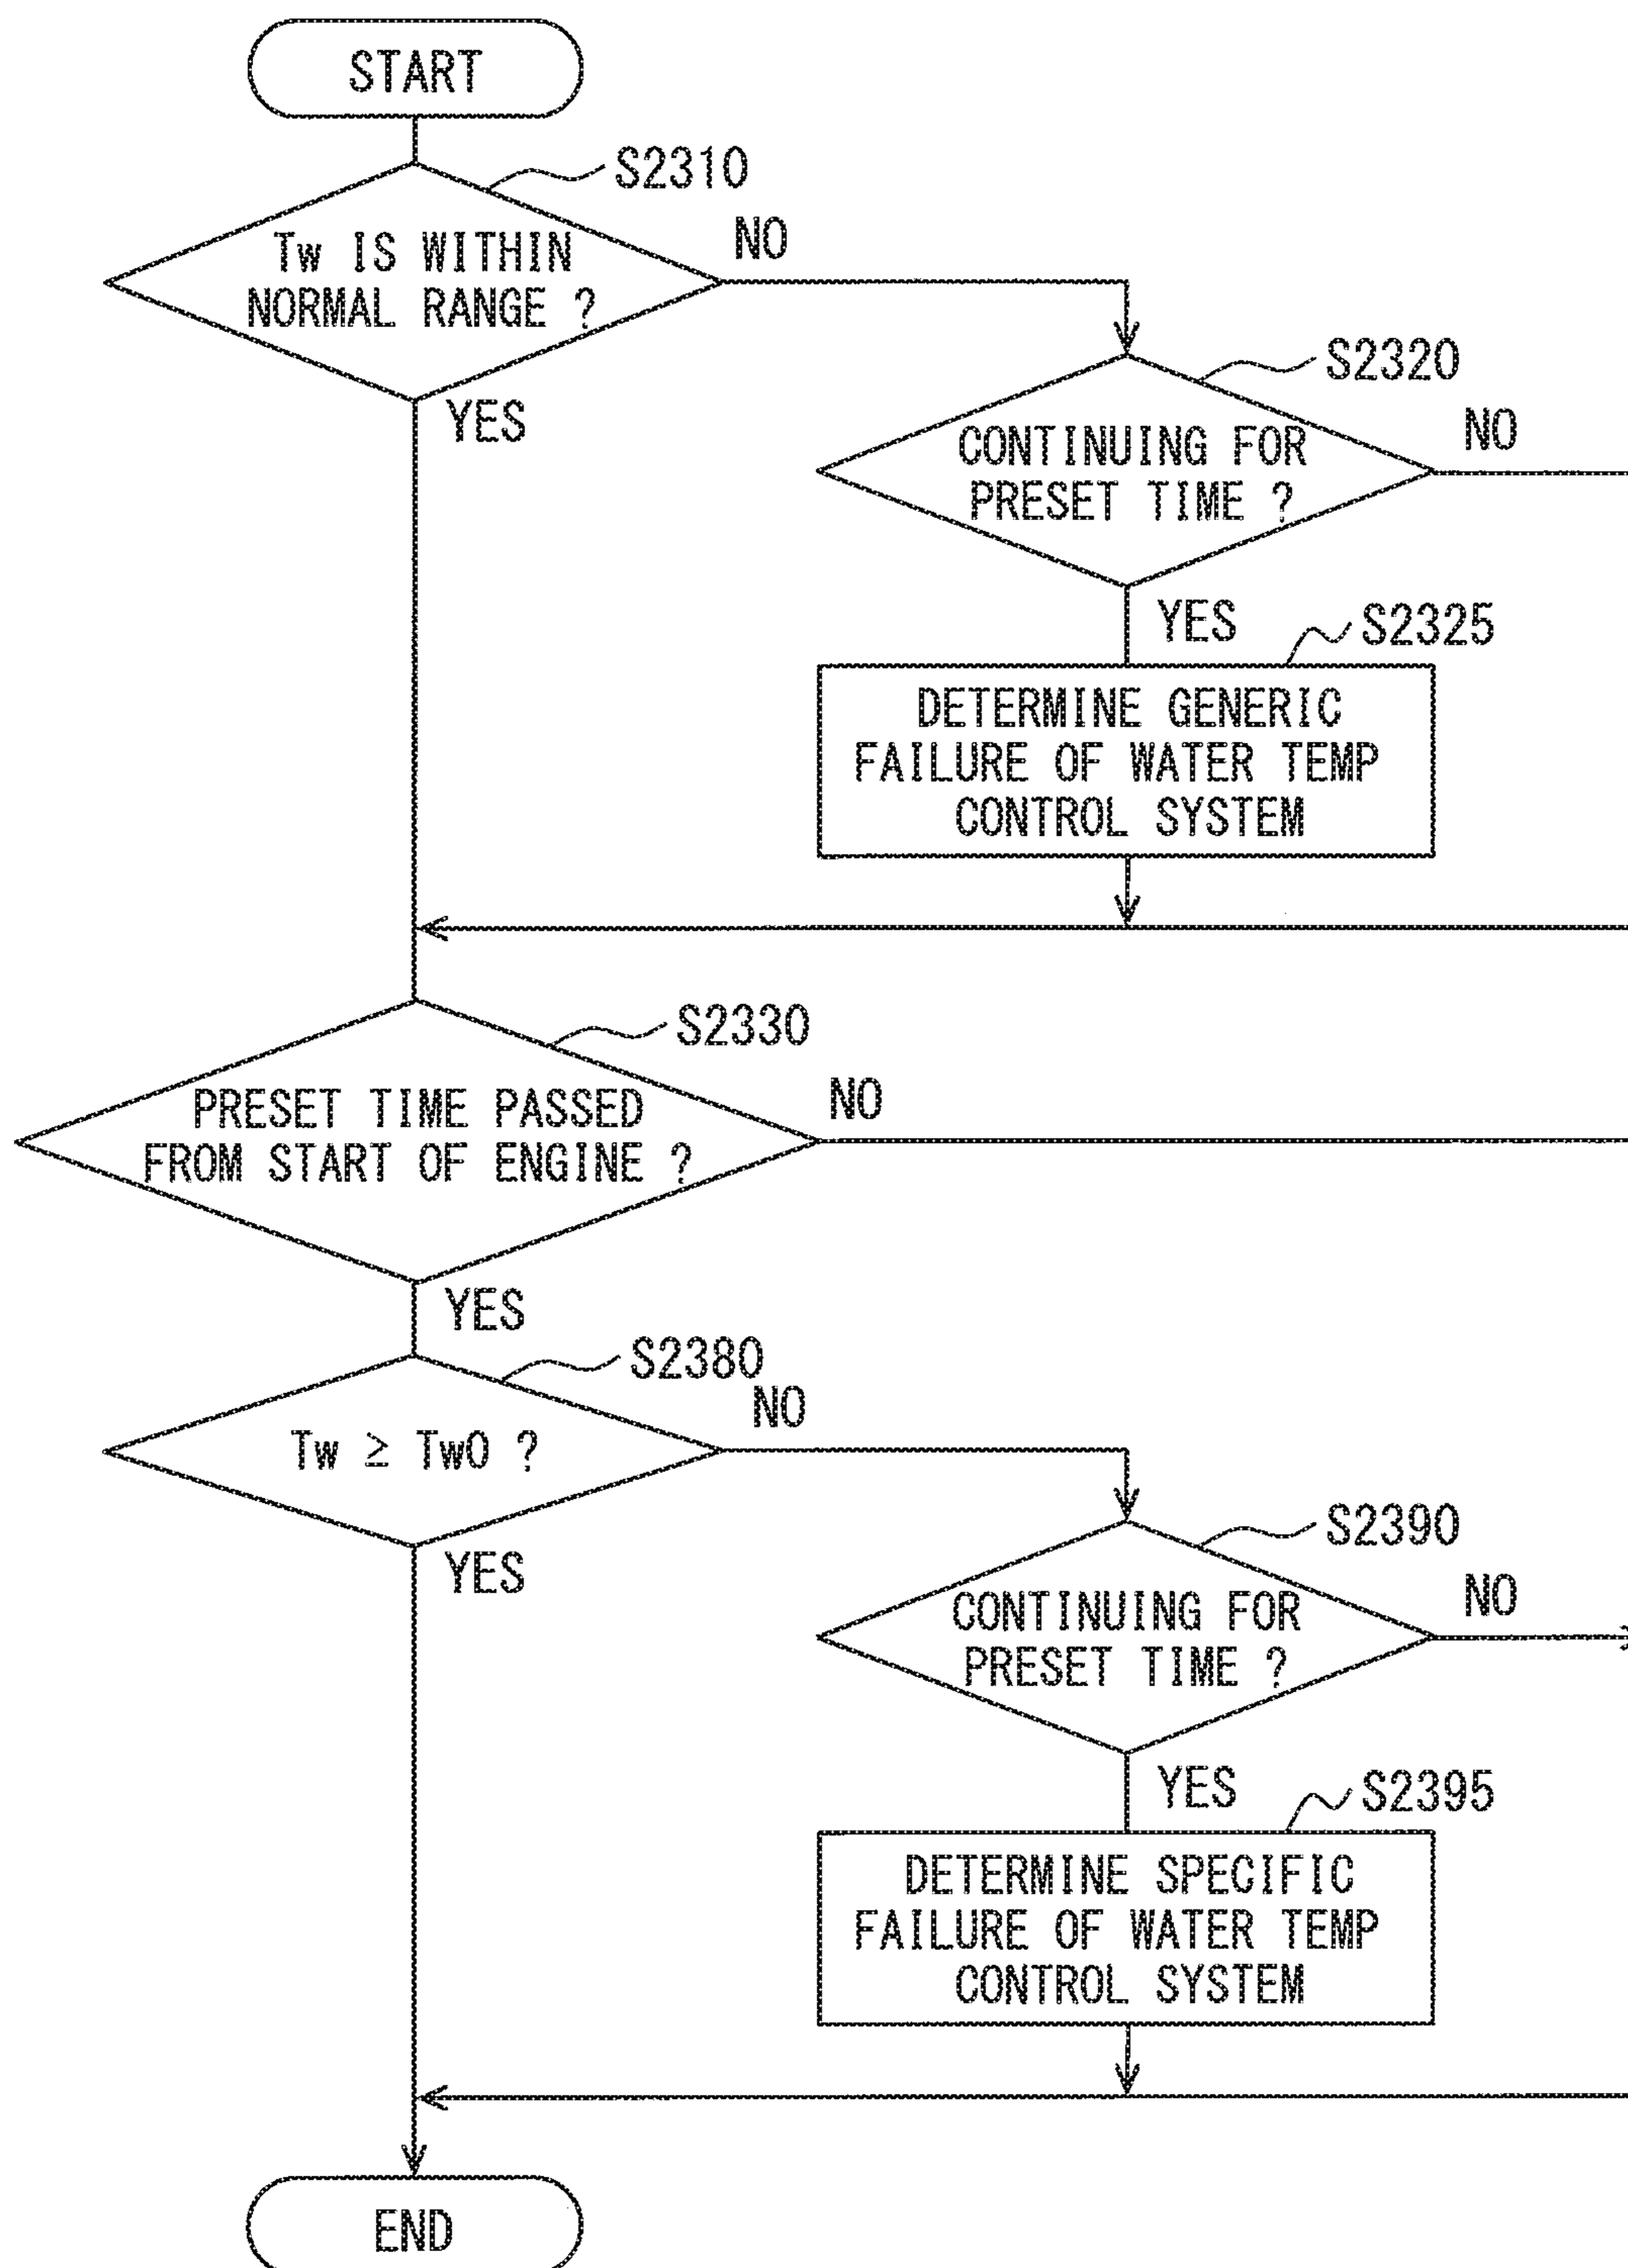 START
S2310
Tw IS WITHIN
NORMAL RANGE ?
NO
YES
S2320
CONTINUING FOR
PRESET TIME ?
NO
YES
S2325
DETERMINE GENERIC
FAILURE OF WATER TEMP
CONTROL SYSTEM
S2330
PRESET TIME PASSED
FROM START OF ENGINE ?
NO
YES
S2380
Tw ≥ Tw0 ?
NO
YES
S2390
CONTINUING FOR
PRESET TIME ?
NO
YES
S2395
DETERMINE SPECIFIC
FAILURE OF WATER TEMP
CONTROL SYSTEM
END